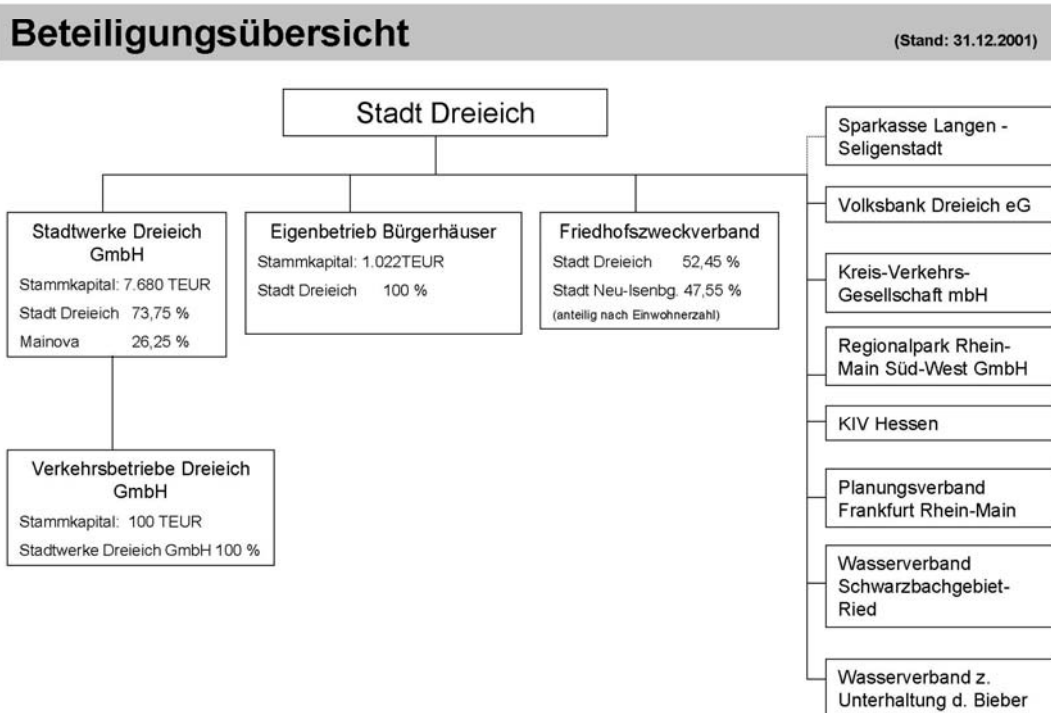 Beteiligungsübersicht
(Stand: 31.12.2001)
Stadt Dreieich
Stadtwerke Dreieich
GmbH
Stammkapital: 7.680 TEUR
Stadt Dreieich 73,75 %
Mainova 26,25 %
Eigenbetrieb Bürgerhäuser
Stammkapital: 1.022TEUR
Stadt Dreieich 100 %
Friedhofszweckverband
Stadt Dreieich 52,45 %
Stadt Neu-Isenbg. 47,55 %
(anteilig nach Einwohnerzahl)
Verkehrsbetriebe Dreieich
GmbH
Stammkapital: 100 TEUR
Stadtwerke Dreieich GmbH 100 %
Sparkasse Langen -
Seligenstadt
Volksbank Dreieich eG
Kreis-Verkehrs-
Gesellschaft mbH
Regionalpark Rhein-
Main Süd-West GmbH
KIV Hessen
Planungsverband
Frankfurt Rhein-Main
Wasserverband
Schwarzbachgebiet-
Ried
Wasserverband z.
Unterhaltung d. Bieber